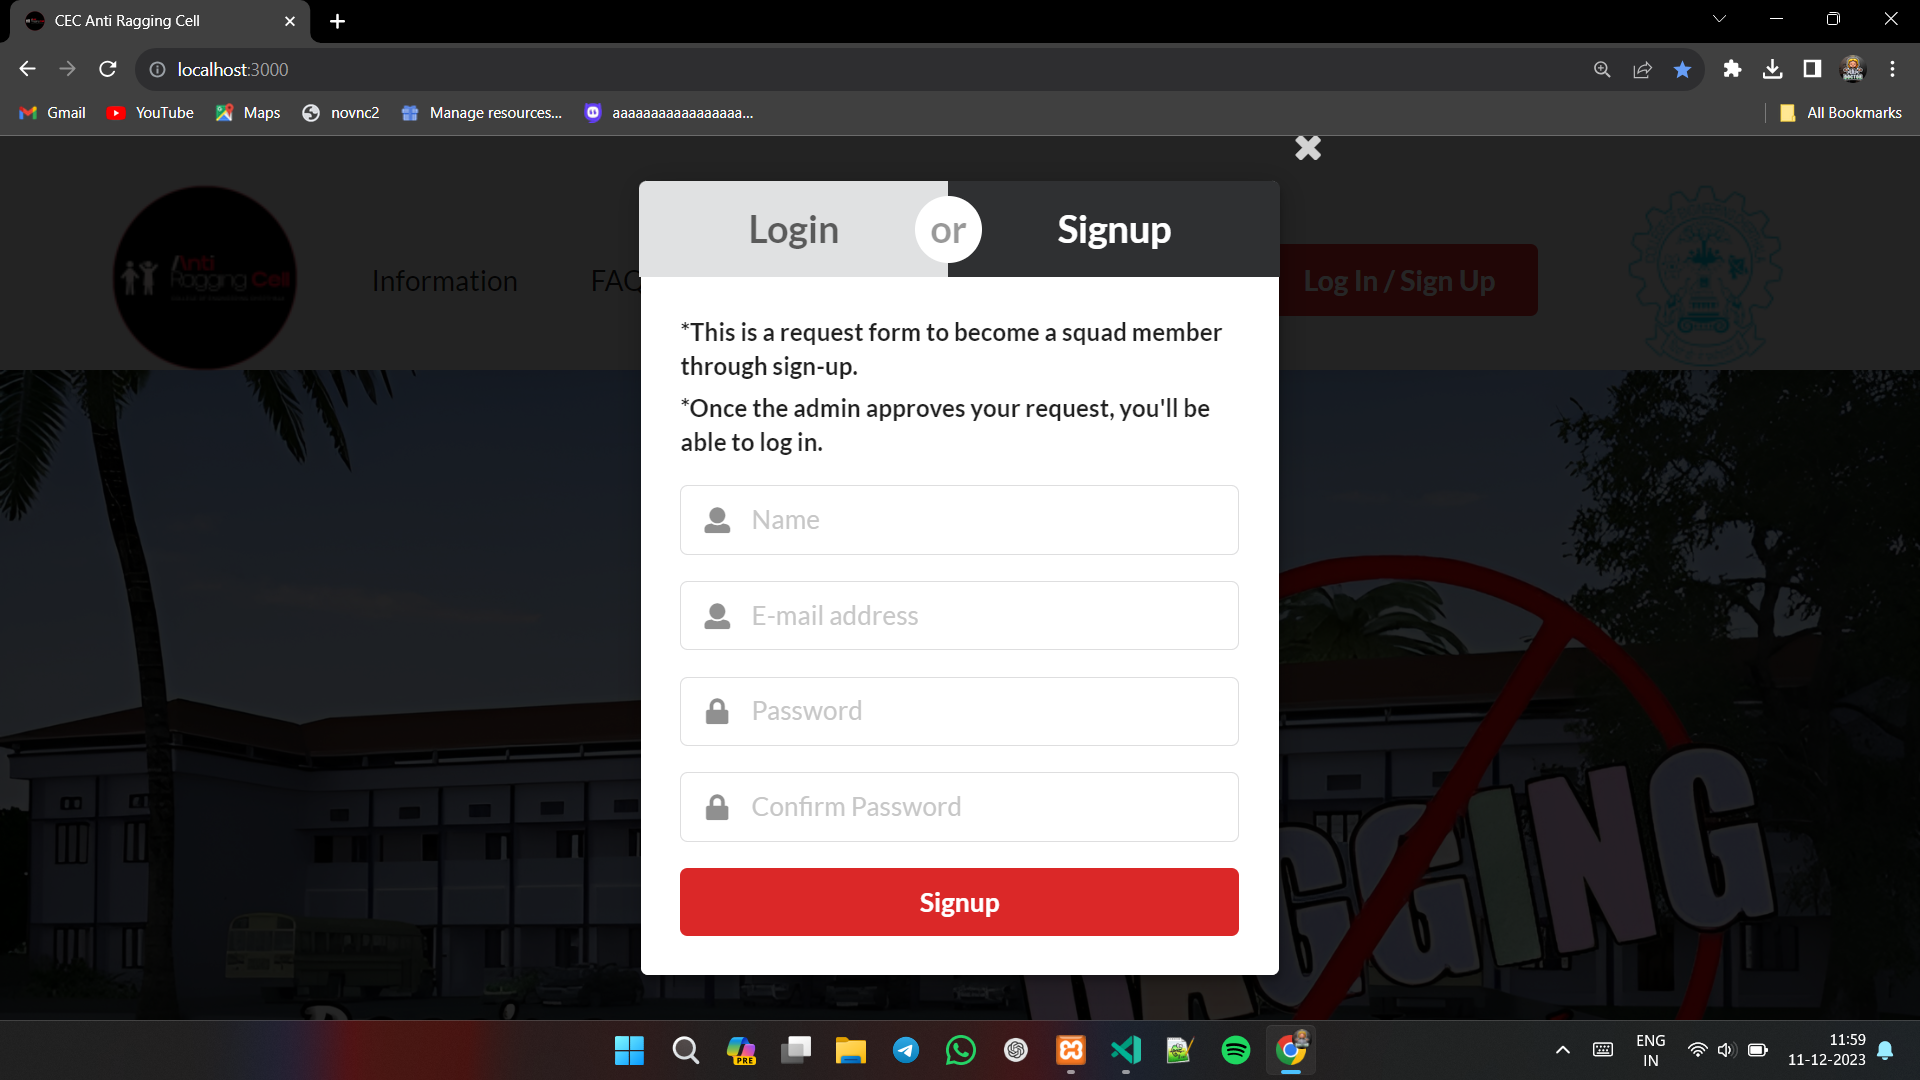 CEC Anti Ragging Cell
localhost:3000
Gmail
YouTube
Maps
novnc2
Manage resources...
aaaaaaaaaaaaaaaaa...
All Bookmarks
Login
or
Signup
Anti
Ragging Cell
Information
FAQ
Log In / Sign Up
*This is a request form to become a squad member
through sign-up.
*Once the admin approves your request, you'll be
able to log in.
Name
E-mail address
Password
Confirm Password
Signup
GGING
PRE
ENG
IN
11:59
11-12-2023